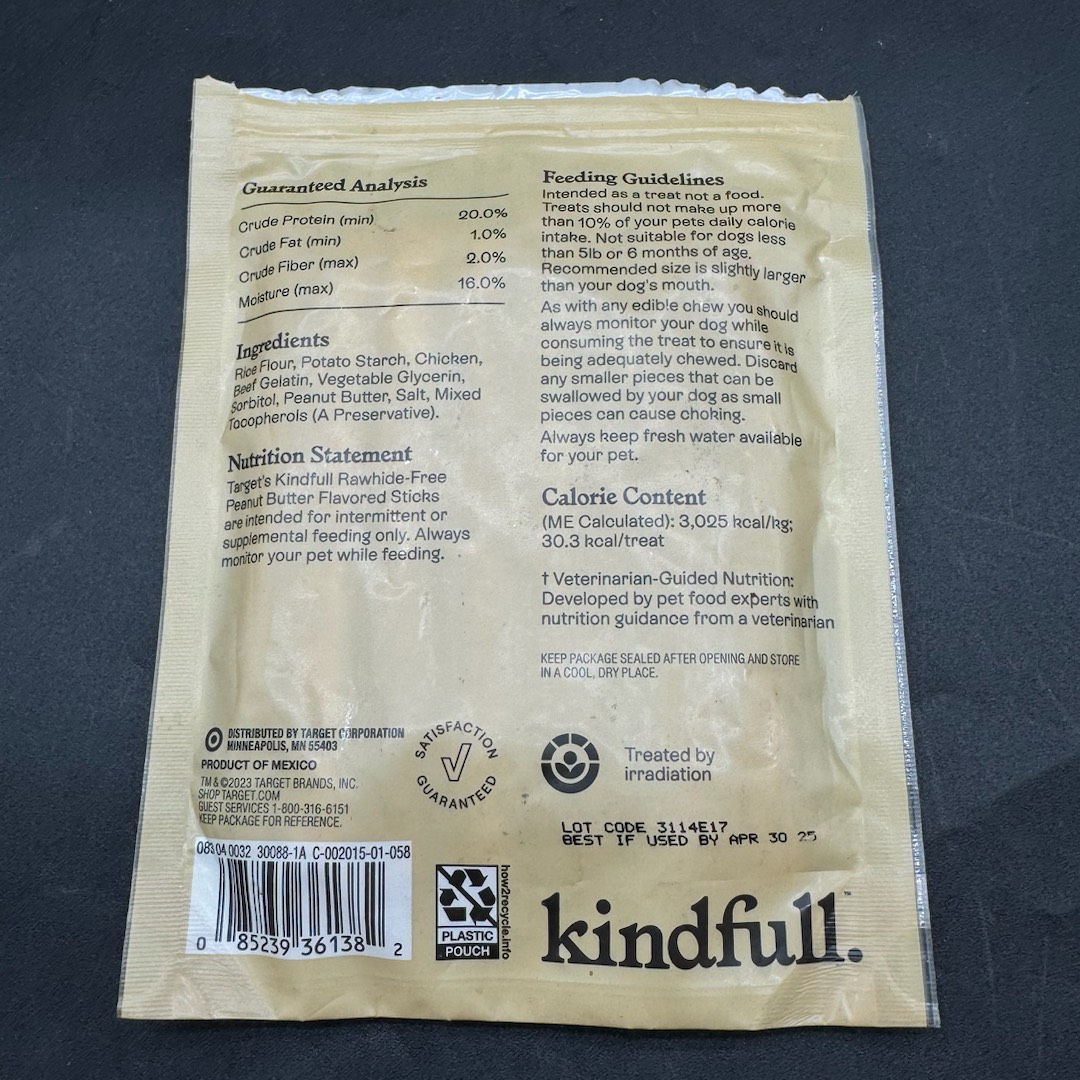 Guaranteed Analysis
Crude Protein (min) 20.0%
Crude Fat (min) 1.0%
Crude Fiber (max) 2.0%
Moisture (max) 16.0%
Ingredients
Rice Flour, Potato Starch, Chicken,
Beef Gelatin, Vegetable Glycerin,
Sorbitol, Peanut Butter, Salt, Mixed
Tocopherols (A Preservative).
Nutrition Statement
Target's Kindfull Rawhide-Free
Peanut Butter Flavored Sticks
are intended for intermittent or
supplemental feeding only. Always
monitor your pet while feeding.
Feeding Guidelines
Intended as a treat not a food.
Treats should not make up more
than 10% of your pets daily calorie
intake. Not suitable for dogs less
than 5lb or 6 months of age.
Recommended size is slightly larger
than your dog's mouth.
As with any edible chew you should
always monitor your dog while
consuming the treat to ensure it is
being adequately chewed. Discard
any smaller pieces that can be
swallowed by your dog as small
pieces can cause choking.
Always keep fresh water available
for your pet.
Calorie Content
(ME Calculated): 3,025 kcal/kg;
30.3 kcal/treat
† Veterinarian-Guided Nutrition:
Developed by pet food experts with
nutrition guidance from a veterinarian
KEEP PACKAGE SEALED AFTER OPENING AND STORE
IN A COOL, DRY PLACE.
DISTRIBUTED BY TARGET CORPORATION
MINNEAPOLIS, MN 55403
PRODUCT OF MEXICO
TM & ©2023 TARGET BRANDS, INC.
SHOP TARGET.COM
GUEST SERVICES 1-800-316-6151
KEEP PACKAGE FOR REFERENCE.
SATISFACTION
GUARANTEED
Treated by
irradiation
LOT CODE 3114E17
BEST IF USED BY APR 30 25
083 04 0032 30088-1A C-002015-01-058
0 85239 36138 2
how2recycle.info
PLASTIC
POUCH
kindfull.™